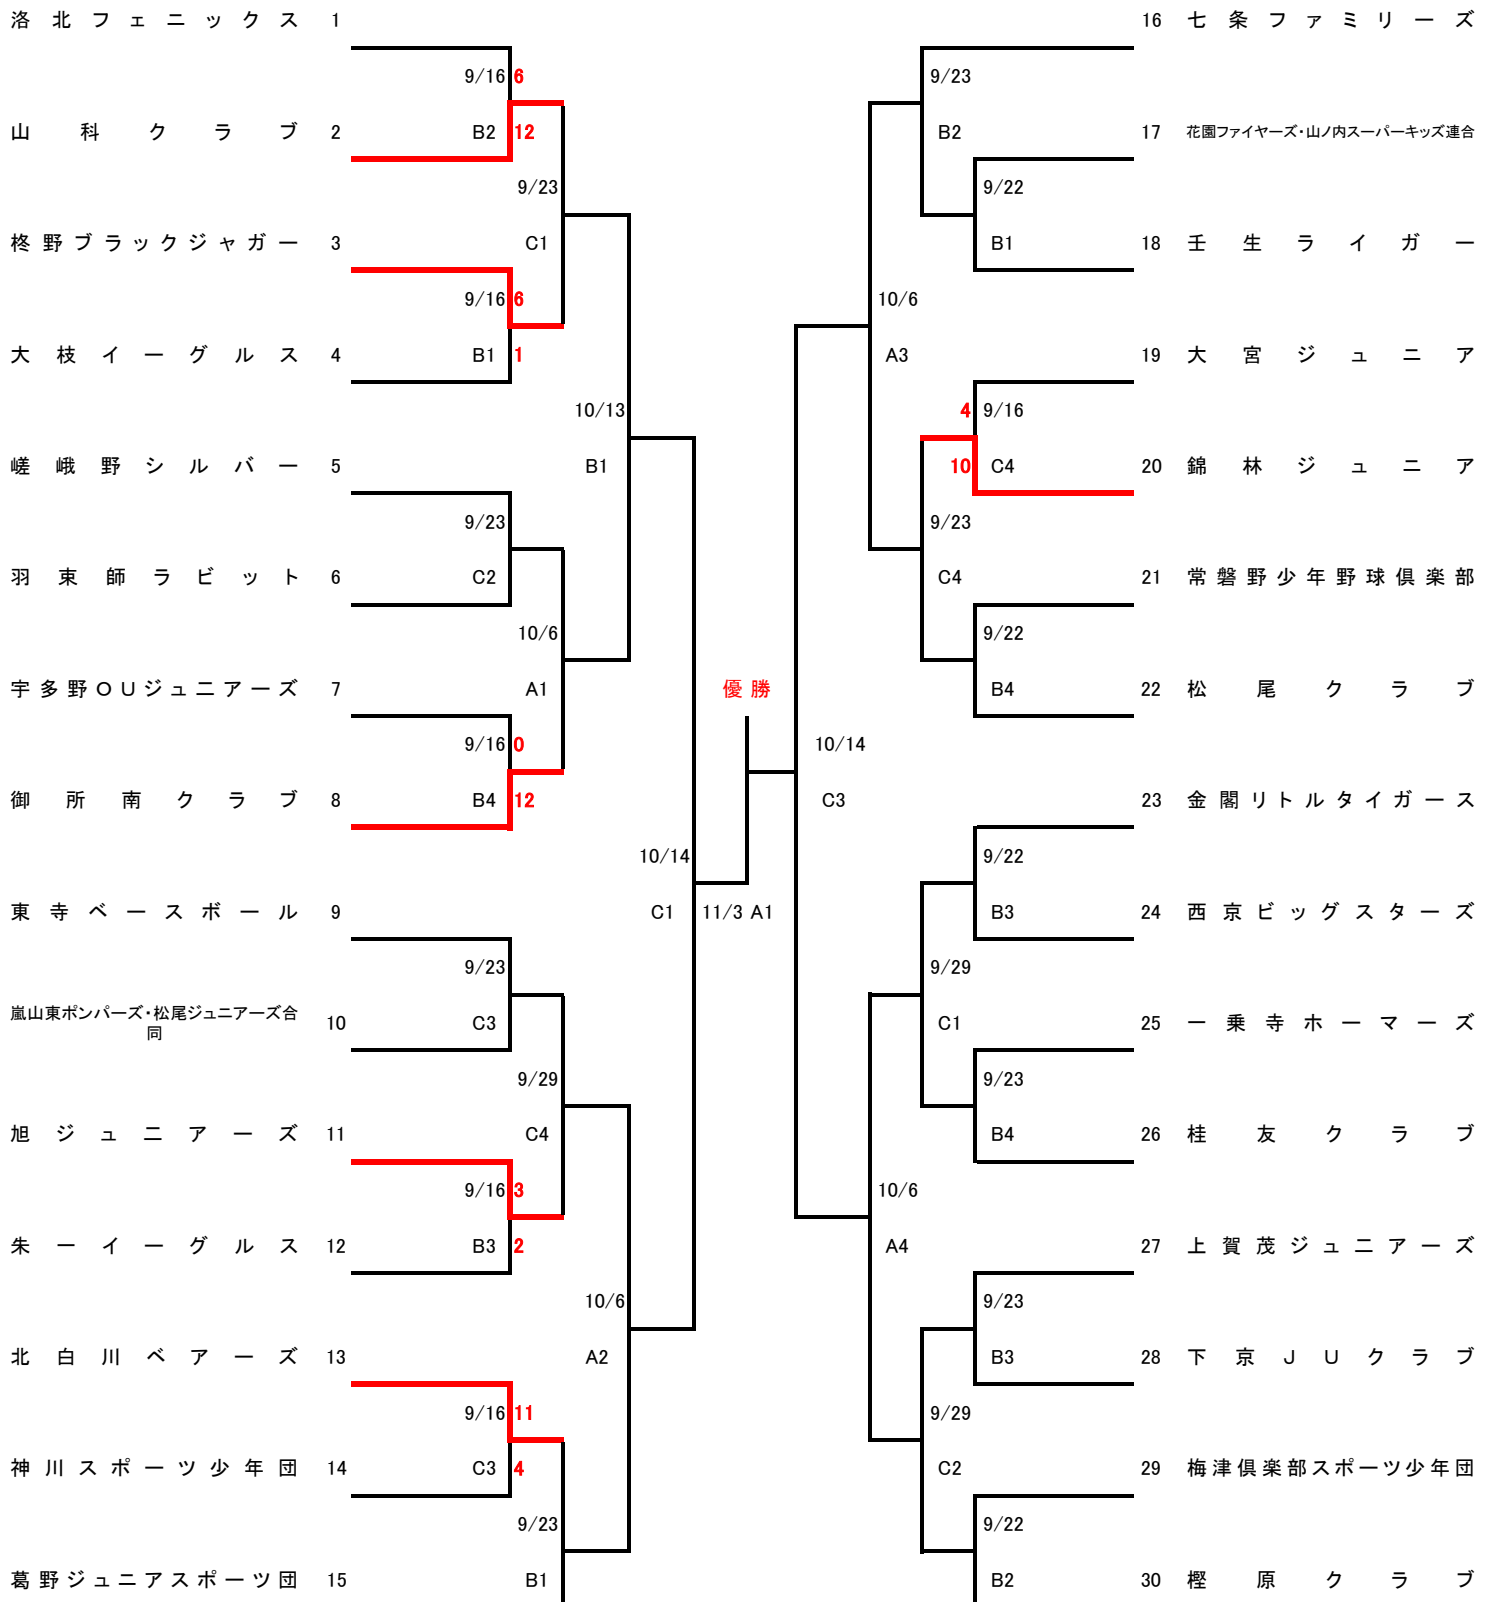 洛北フェニックス 1
9/16 6
山科クラブ 2 B2 12
9/23
柊野ブラックジャガー 3 C1
9/16 6
大枝イーグルス 4 B1 1
10/13
嵯峨野シルバー 5 B1
9/23
羽束師ラビット 6 C2
10/6
宇多野OUジュニアーズ 7 A1
9/16 0
御所南クラブ 8 B4 12
10/14
東寺ベースボール 9 C1
9/23
嵐山東ポンパーズ・松尾ジュニアーズ合
同
10 C3
9/29
旭ジュニアーズ 11 C4
9/16 3
朱一イーグルス 12 B3 2
10/6
北白川ベアーズ 13 A2
9/16 11
神川スポーツ少年団 14 C3 4
9/23
葛野ジュニアスポーツ団 15 B1
優勝
11/3 A1
16 七条ファミリーズ
9/23
B2 17 花園ファイヤーズ・山ノ内スーパーキッズ連合
9/22
B1 18 壬生ライガー
10/6
A3 19 大宮ジュニア
4 9/16
10 C4 20 錦林ジュニア
9/23
C4 21 常磐野少年野球倶楽部
9/22
B4 22 松尾クラブ
10/14
C3 23 金閣リトルタイガース
9/22
B3 24 西京ビッグスターズ
9/29
C1 25 一乗寺ホーマーズ
9/23
B4 26 桂友クラブ
10/6
A4 27 上賀茂ジュニアーズ
9/23
B3 28 下京JUクラブ
9/29
C2 29 梅津倶楽部スポーツ少年団
9/22
B2 30 樫原クラブ